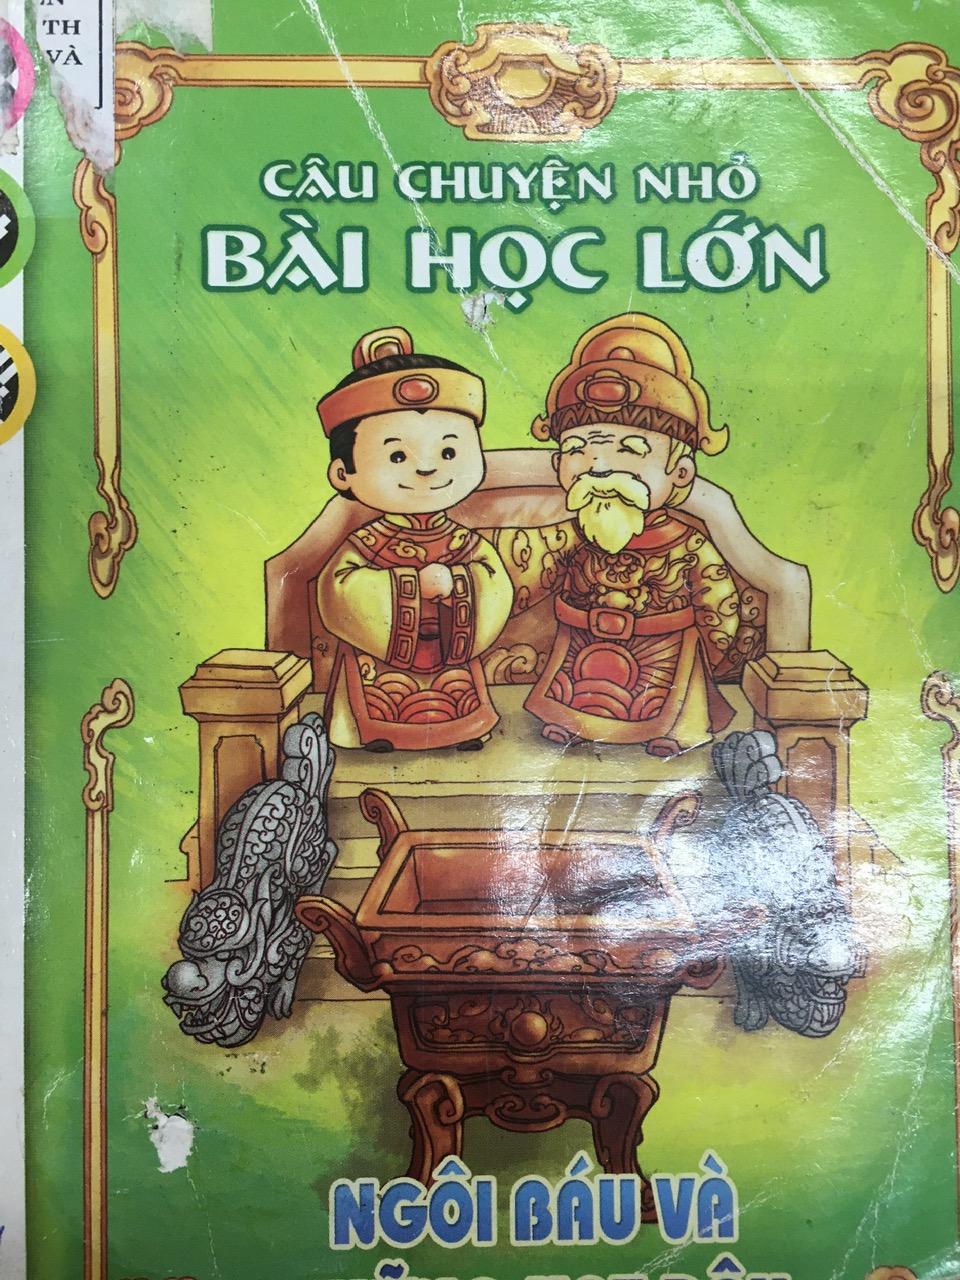 TH
VÀ
CÂU CHUYỆN NHỎ
BÀI HỌC LỚN
NGÔI BÁU VÀ